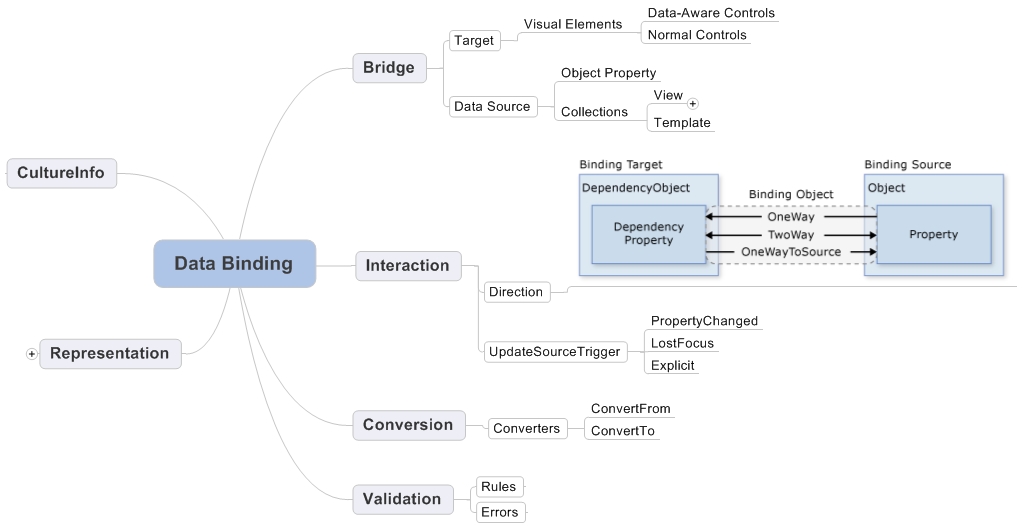 Data Binding
Bridge
Target
Visual Elements
Data-Aware Controls
Normal Controls
Data Source
Object Property
Collections
View
Template
CultureInfo
Interaction
Direction
Binding Target
DependencyObject
Dependency
Property
Binding Object
OneWay
TwoWay
OneWayToSource
Binding Source
Object
Property
UpdateSourceTrigger
PropertyChanged
LostFocus
Explicit
Representation
Conversion
Converters
ConvertFrom
ConvertTo
Validation
Rules
Errors